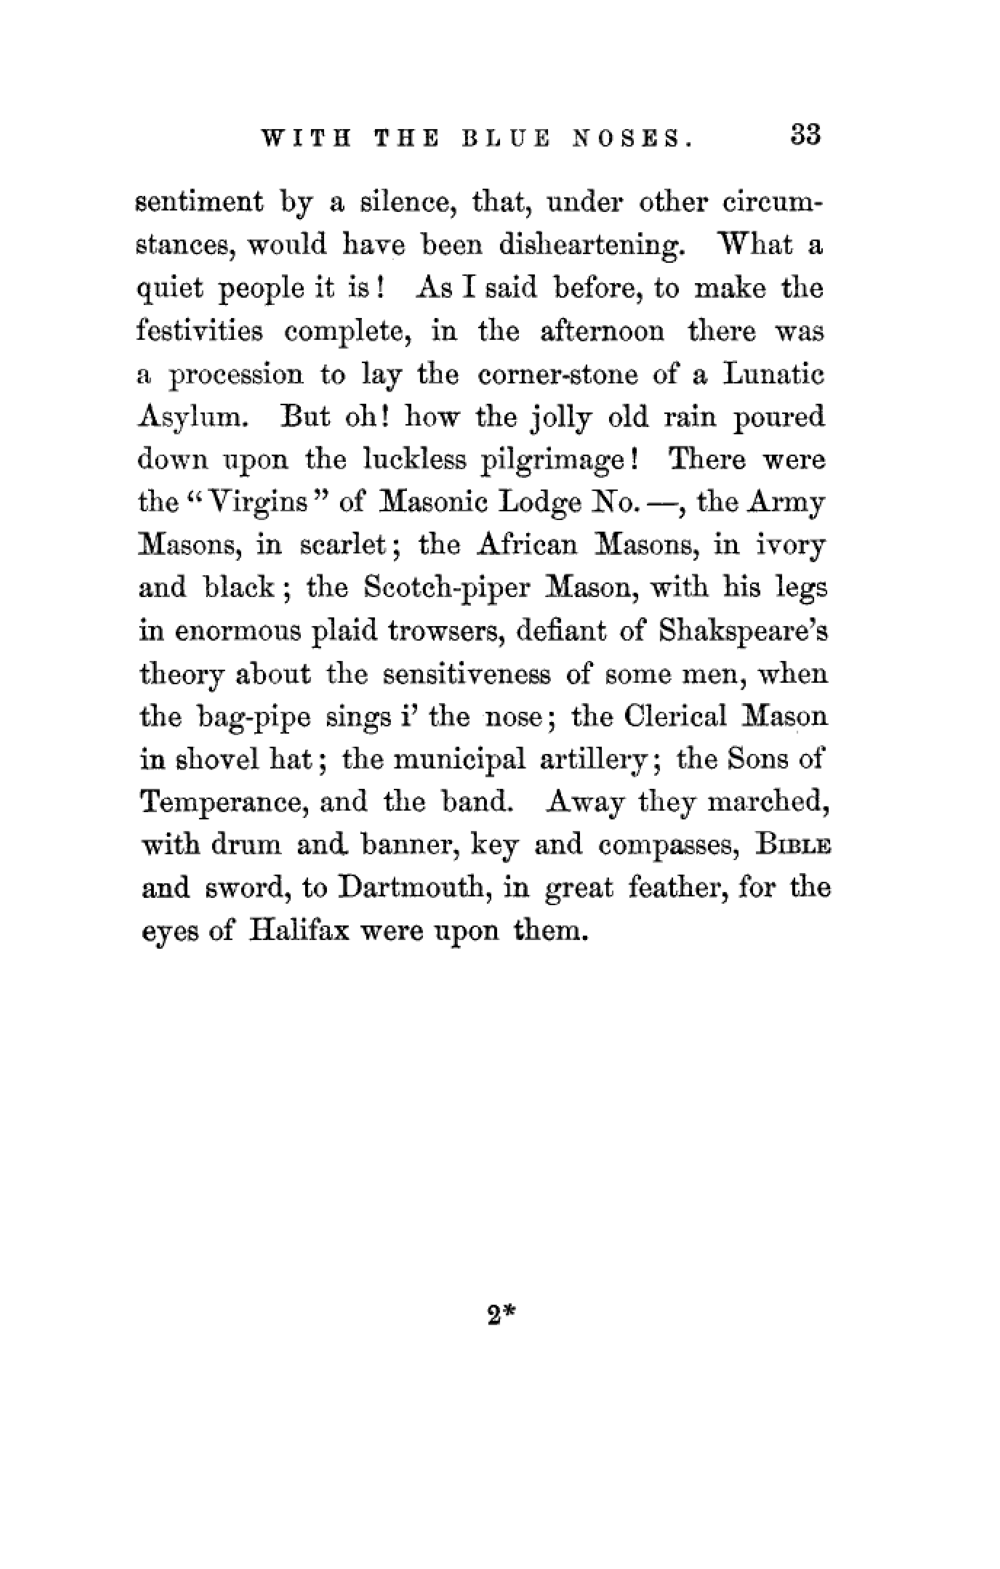 WITH THE BLUE NOSES. 33
sentiment by a silence, that, under other circum-
stances, would have been disheartening. What a
quiet people it is! As I said before, to make the
festivities complete, in the afternoon there was
a procession to lay the corner-stone of a Lunatic
Asylum. But oh! how the jolly old rain poured
down upon the luckless pilgrimage! There were
the “Virgins” of Masonic Lodge No. —, the Army
Masons, in scarlet; the African Masons, in ivory
and black; the Scotch-piper Mason, with his legs
in enormous plaid trowsers, defiant of Shakspeare’s
theory about the sensitiveness of some men, when
the bag-pipe sings i’ the nose; the Clerical Mason
in shovel hat; the municipal artillery; the Sons of
Temperance, and the band. Away they marched,
with drum and banner, key and compasses, BIBLE
and sword, to Dartmouth, in great feather, for the
eyes of Halifax were upon them.
2*